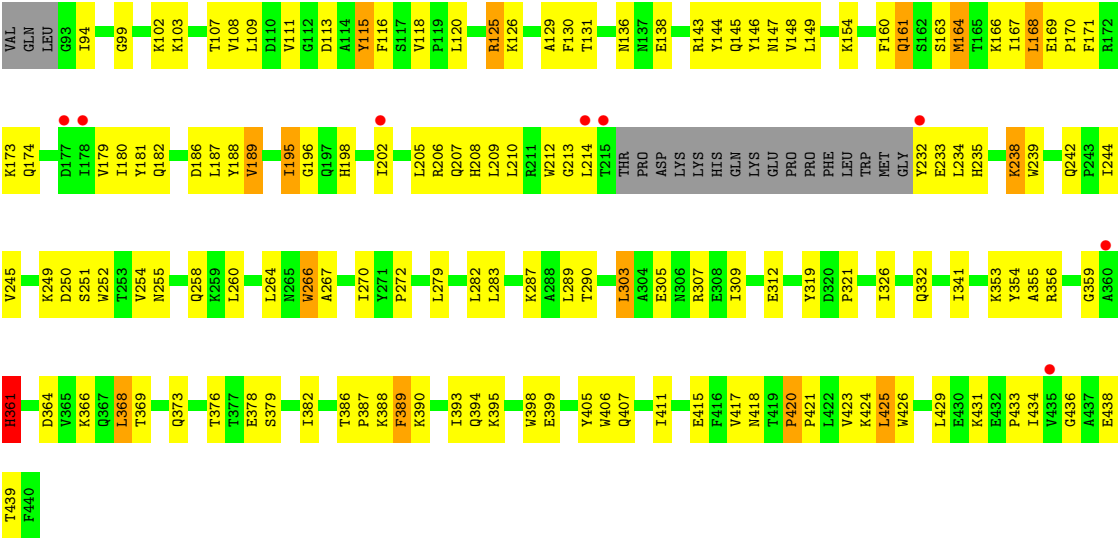 VAL GLN LEU G93 I94 G99 K102 K103 T107 V108 L109 D110 V111 G112 D113 A114 Y115 F116 S117 V118 P119 L120 R125 K126 A129 F130 T131 N136 N137 E138 R143 Y144 Q145 Y146 N147 V148 L149 K154 F160 Q161 S162 S163 M164 T165 K166 I167 L168 E169 P170 F171 R172
K173 Q174 D177 I178 V179 I180 Y181 Q182 D186 L187 Y188 V189 I195 G196 Q197 H198 I202 L205 R206 Q207 H208 L209 L210 R211 W212 G213 L214 T215 THR PRO ASP LYS LYS HIS GLN LYS GLU PRO PRO PHE LEU TRP MET GLY Y232 E233 L234 H235 K238 W239 Q242 P243 I244
V245 K249 D250 S251 W252 T253 V254 N255 Q258 K259 L260 L264 N265 W266 A267 I270 Y271 P272 L279 L282 L283 K287 A288 L289 T290 L303 A304 E305 N306 R307 E308 I309 E312 Y319 D320 P321 I326 Q332 I341 K353 Y354 A355 R356 G359 A360
H361 D364 V365 K366 Q367 L368 T369 Q373 T376 T377 E378 S379 I382 T386 P387 K388 F389 K390 I393 Q394 K395 W398 E399 Y405 W406 Q407 I411 E415 F416 V417 N418 T419 P420 P421 L422 V423 K424 L425 W426 L429 E430 K431 E432 P433 I434 V435 G436 A437 E438
T439 F440